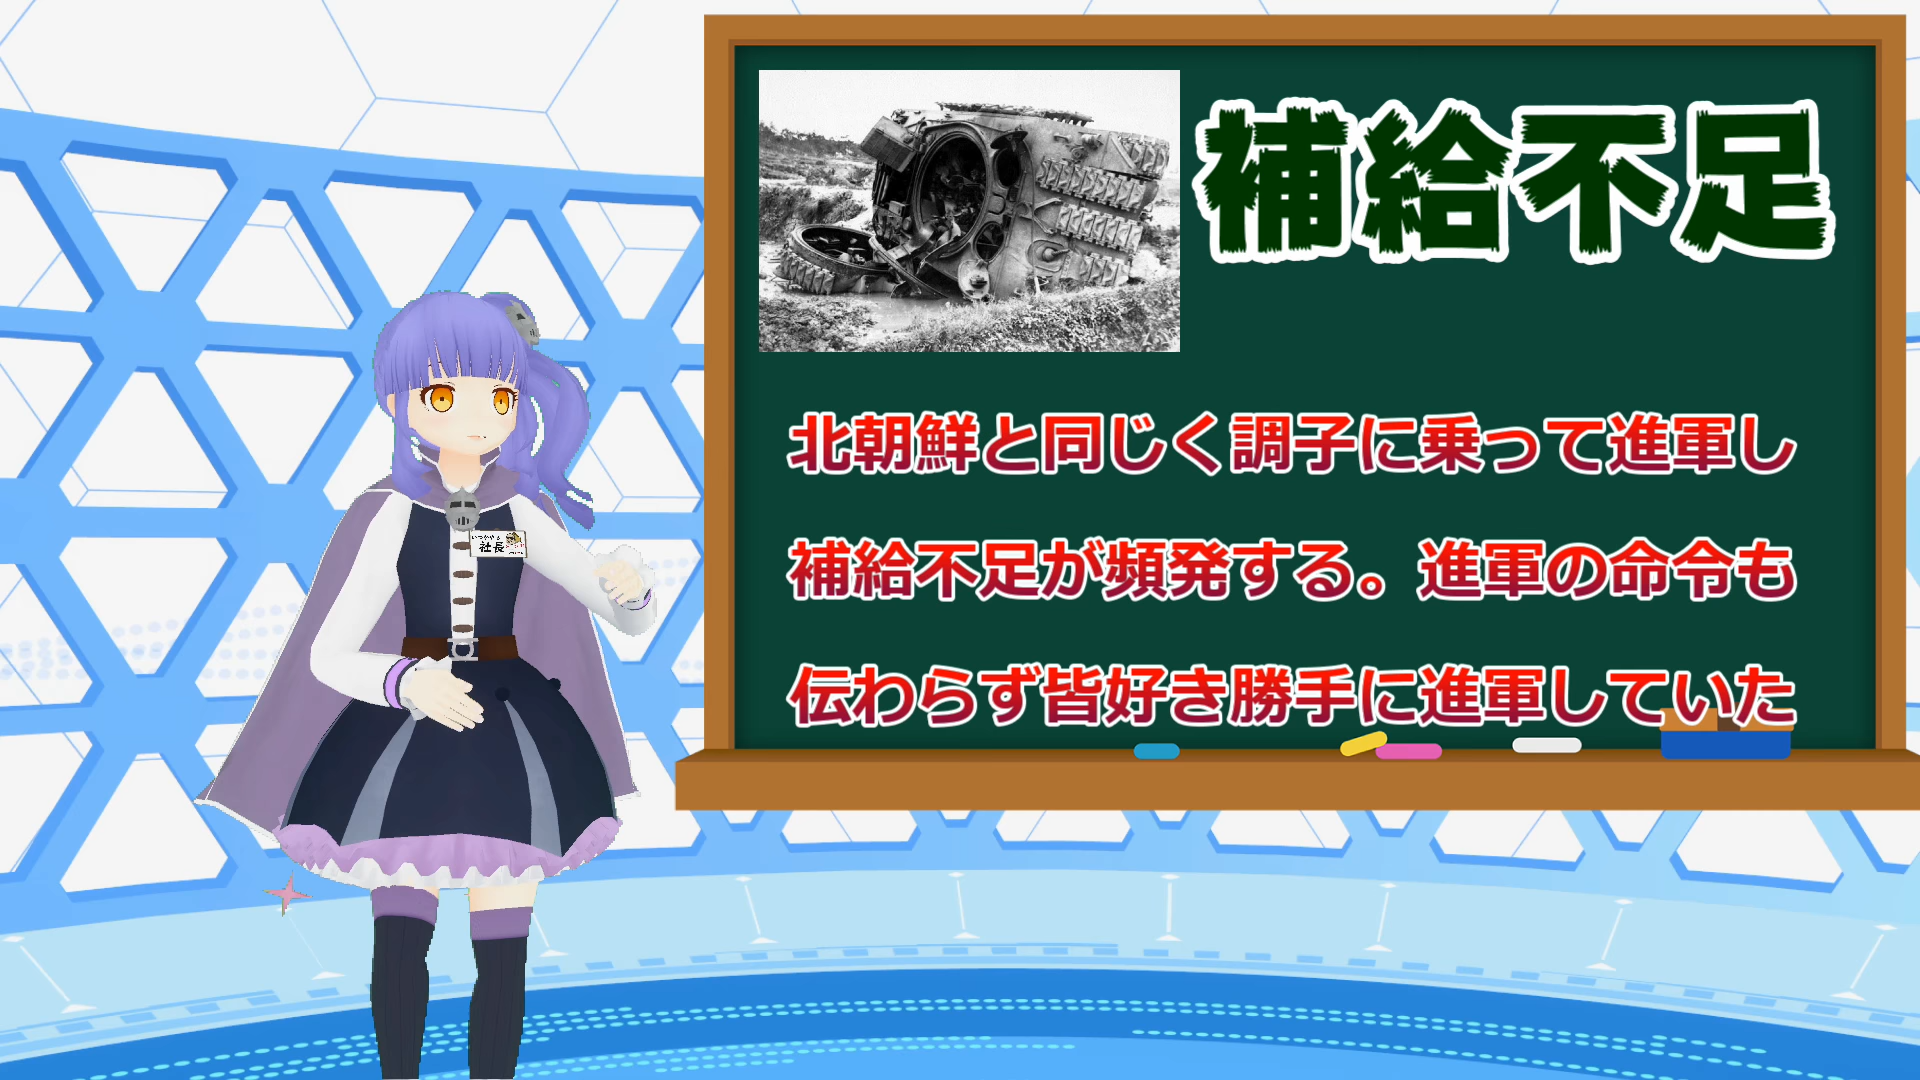 補給不足
北朝鮮と同じく調子に乗って進軍し
補給不足が頻発する。進軍の命令も
伝わらず皆好き勝手に進軍していた
社長